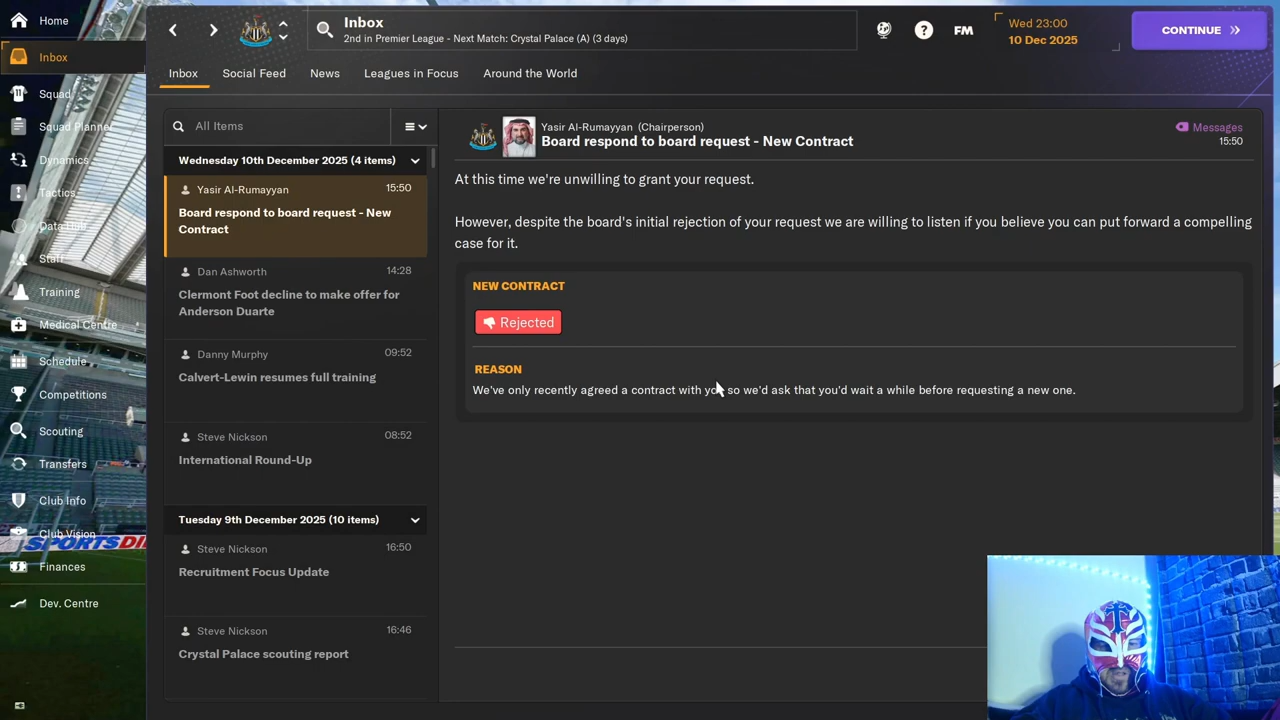 Home
Inbox
Squad
Squad Planner
Dynamics
Tactics
Data Hub
Staff
Training
Medical Centre
Schedule
Competitions
Scouting
Transfers
Club Info
Club Vision
Finances
Dev. Centre
SPORTSDI
Inbox
2nd in Premier League - Next Match: Crystal Palace (A) (3 days)
?
FM
Wed 23:00
10 Dec 2025
CONTINUE
Inbox Social Feed News Leagues in Focus Around the World
All Items
Wednesday 10th December 2025 (4 items)
Yasir Al-Rumayyan 15:50
Board respond to board request - New
Contract
Dan Ashworth 14:28
Clermont Foot decline to make offer for
Anderson Duarte
Danny Murphy 09:52
Calvert-Lewin resumes full training
Steve Nickson 08:52
International Round-Up
Tuesday 9th December 2025 (10 items)
Steve Nickson 16:50
Recruitment Focus Update
Steve Nickson 16:46
Crystal Palace scouting report
Yasir Al-Rumayyan (Chairperson)
Board respond to board request - New Contract
Messages
15:50
At this time we're unwilling to grant your request.
However, despite the board's initial rejection of your request we are willing to listen if you believe you can put forward a compelling
case for it.
NEW CONTRACT
Rejected
REASON
We've only recently agreed a contract with you so we'd ask that you'd wait a while before requesting a new one.